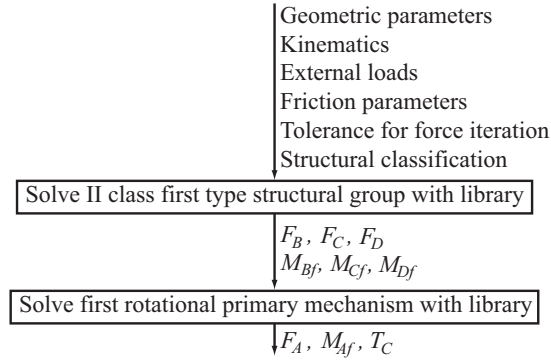 Geometric parameters
Kinematics
External loads
Friction parameters
Tolerance for force iteration
Structural classification
Solve II class first type structural group with library
F_B, F_C, F_D
M_Bf, M_Cf, M_Df
Solve first rotational primary mechanism with library
F_A, M_Af, T_C